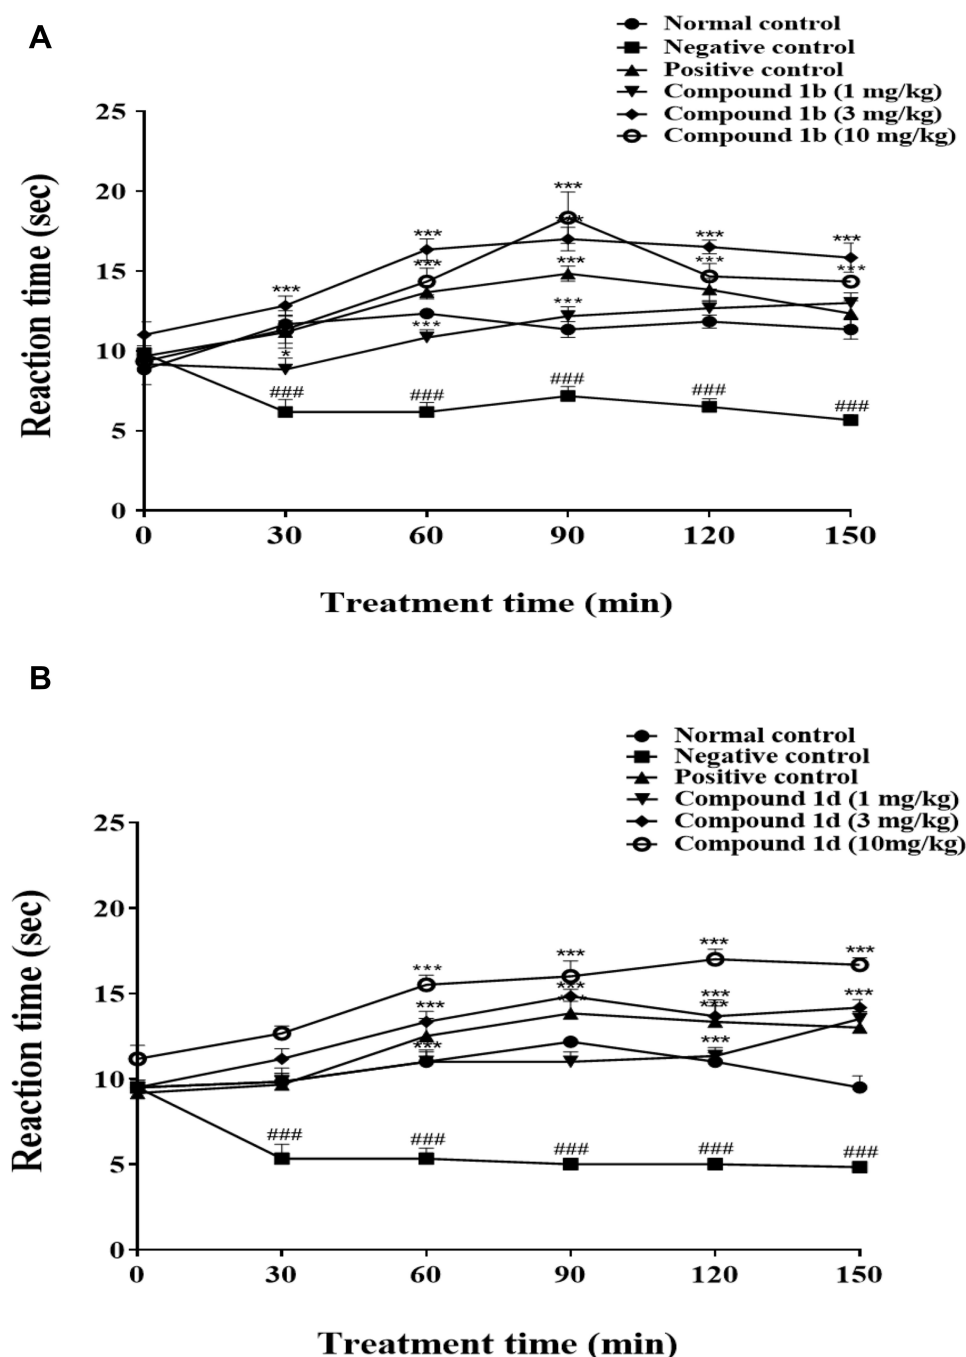 A
Normal control
Negative control
Positive control
Compound 1b (1 mg/kg)
Compound 1b (3 mg/kg)
Compound 1b (10 mg/kg)
Reaction time (sec)
25
20
15
10
5
0
***
***
***
***
***
***
***
***
***
***
***
***
***
*
###
###
###
###
###
0 30 60 90 120 150
Treatment time (min)
B
Normal control
Negative control
Positive control
Compound 1d (1 mg/kg)
Compound 1d (3 mg/kg)
Compound 1d (10mg/kg)
Reaction time (sec)
25
20
15
10
5
0
***
***
***
***
***
***
***
***
***
***
***
***
###
###
###
###
###
0 30 60 90 120 150
Treatment time (min)